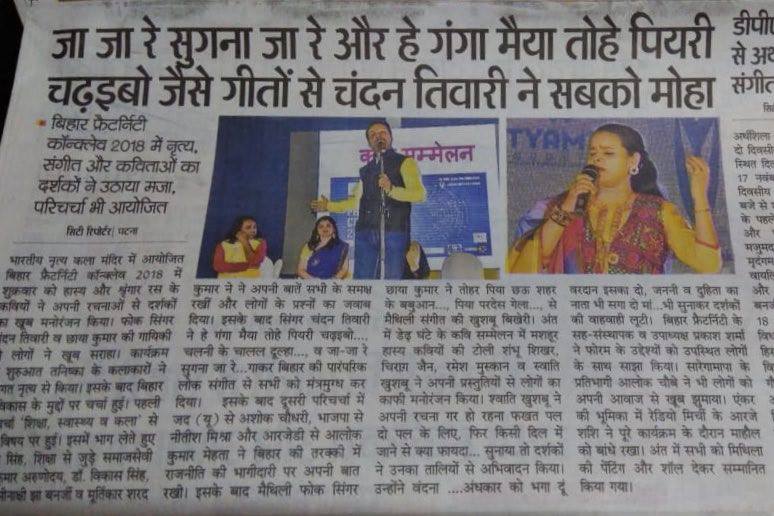 जा जा रे सुगना जा रे और हे गंगा मैया तोहे पियरी
चढ़इबो जैसे गीतों से चंदन तिवारी ने सबको मोहा
बिहार फ्रैटर्निटी
कॉन्क्लेव 2018 में नृत्य,
संगीत और कविताओं का
दर्शकों ने उठाया मजा,
परिचर्चा भी आयोजित
सिटी रिपोर्टर| पटना
भारतीय नृत्य कला मंदिर में आयोजित
बिहार फ्रैटर्निटी कॉन्क्लेव 2018 में
शुक्रवार को हास्य और श्रृंगार रस के
कवियों ने अपनी रचनाओं से दर्शकों
का खूब मनोरंजन किया। फोक सिंगर
दन तिवारी व छाया कुमार की गायिकी
लोगों ने खूब सराहा। कार्यक्रम
शुरुआत तनिष्का के कलाकारों ने
गत नृत्य से किया। इसके बाद बिहार
विकास के मुद्दों पर चर्चा हुई। पहली
र्चा 'शिक्षा, स्वास्थ्य व कला' से
विषय पर हुई। इसमें भाग लेते हुए
सिंह, शिक्षा से जुड़े समाजसेवी
मार अरुणोदय, डॉ. विकास सिंह,
मीनाक्षी झा बनर्जी व मूर्तिकार शरद
सम्मेलन
TYAM
कुमार ने ने अपनी बातें सभी के समक्ष
रखीं और लोगों के प्रश्नों का जवाब
दिया। इसके बाद सिंगर चंदन तिवारी
ने हे गंगा मैया तोहे पियरी चढ़इबो....,
चलनी के चालल दूल्हा..., व जा-जा रे
सुगना जा रे...गाकर बिहार की पारंपरिक
लोक संगीत से सभी को मंत्रमुग्ध कर
दिया। इसके बाद दूसरी परिचर्चा में
जद (यू) से अशोक चौधरी, भाजपा से
नीतीश मिश्रा और आरजेडी से आलोक
कुमार मेहता ने बिहार की तरक्की में
राजनीति की भागीदारी पर अपनी बात
रखी। इसके बाद मैथिली फोक सिंगर
छाया कुमार ने तोहर पिया छऊ शहर
के बबुआन..., पिया परदेस गेला..., से
मैथिली संगीत की खुशबू बिखेरी। अंत
में डेढ़ घंटे के कवि सम्मेलन में मशहूर
हास्य कवियों की टोली शंभू शिखर,
चिराग जैन, रमेश मुस्कान व स्वाति
खुशबू ने अपनी प्रस्तुतियों से लोगों का
काफी मनोरंजन किया। श्वाति खुशबू ने
अपनी रचना गर हो रहना फखत पल
दो पल के लिए, फिर किसी दिल में
जाने से क्या फायदा... सुनाया तो दर्शकों
ने उनका तालियों से अभिवादन किया।
उन्होंने वंदना ....अंधकार को भगा दूं
वरदान इसका दो, जननी व दुहिता का
नाता भी सगा दो मां..भी सुनाकर दर्शकों
की वाहवाही लूटी। बिहार फ्रैटर्निटी के
सह-संस्थापक व उपाध्यक्ष प्रकाश शर्मा
ने फोरम के उद्देश्यों को उपस्थित लोगों
के साथ साझा किया। सारेगामापा के
प्रतिभागी आलोक चौबे ने भी लोगों को
अपनी आवाज से खूब झुमाया। एंकर
की भूमिका में रेडियो मिर्ची के आरजे
शशि ने पूरे कार्यक्रम के दौरान माहौल
को बांधे रखा। अंत में सभी को मिथिला
की पेंटिंग और शॉल देकर सम्मानित
किया गया।
डीपी
से अ
संगीत
दो दिवसी
स्थित दि
17 नवंब
दिवसीय
बजे से
के पहले
और